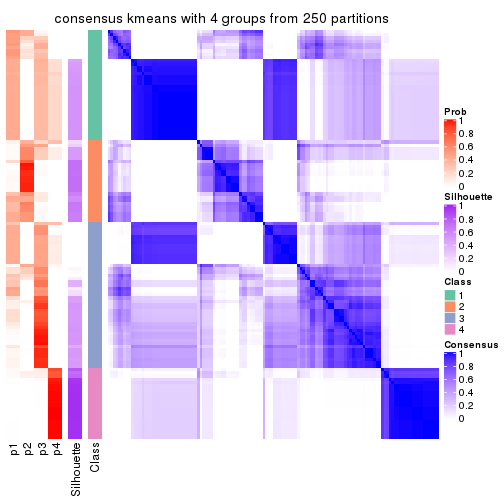 consensus kmeans with 4 groups from 250 partitions
Prob
1
0.8
0.6
0.4
0.2
0
Silhouette
1
0.8
0.6
0.4
0.2
0
Class
1
2
3
4
Consensus
1
0.8
0.6
0.4
0.2
0
p1
p2
p3
p4
Silhouette
Class